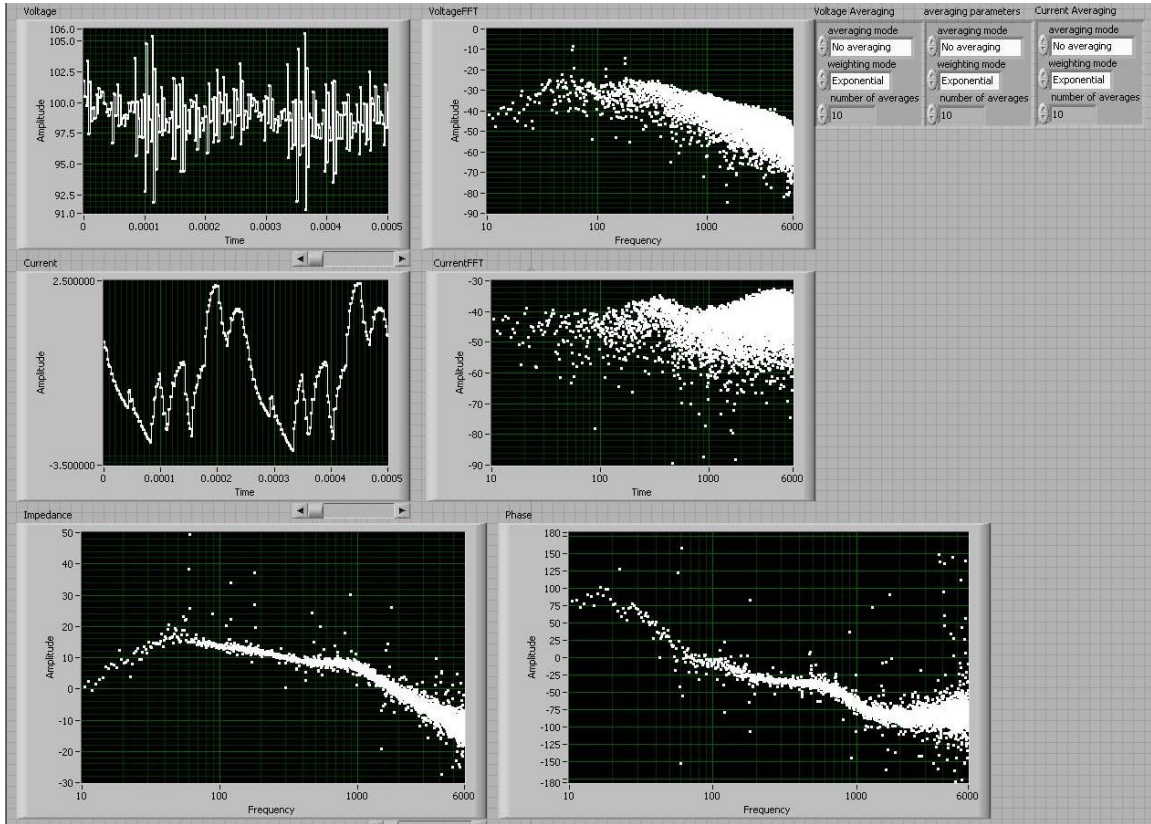 Voltage
106.0
105.0
102.5
100.0
97.5
95.0
92.5
91.0
Amplitude
0 0.0001 0.0002 0.0003 0.0004 0.0005
Time
VoltageFFT
0
-10
-20
-30
-40
-50
-60
-70
-80
-90
Amplitude
10 100 1000 6000
Frequency
Voltage Averaging
averaging mode
No averaging
weighting mode
Exponential
number of averages
10
averaging parameters
averaging mode
No averaging
weighting mode
Exponential
number of averages
10
Current Averaging
averaging mode
No averaging
weighting mode
Exponential
number of averages
10
Current
2.500000
-3.500000
Amplitude
0 0.0001 0.0002 0.0003 0.0004 0.0005
Time
CurrentFFT
-30
-40
-50
-60
-70
-80
-90
Amplitude
10 100 1000 6000
Time
Impedance
50
40
30
20
10
0
-10
-20
-30
Amplitude
10 100 1000 6000
Frequency
Phase
180
150
125
100
75
50
25
0
-25
-50
-75
-100
-125
-150
-180
Amplitude
10 100 1000 6000
Frequency